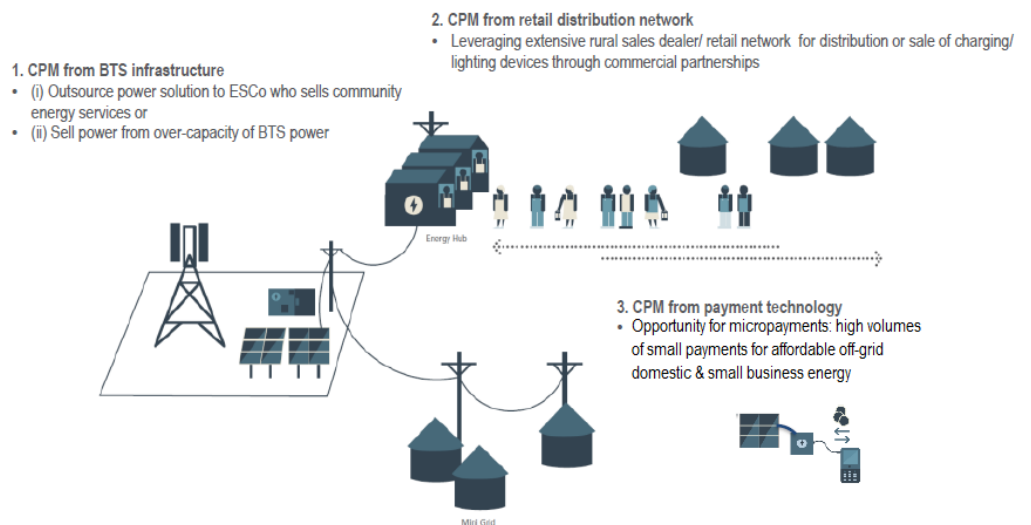 1. CPM from BTS infrastructure
• (i) Outsource power solution to ESCo who sells community
energy services or
• (ii) Sell power from over-capacity of BTS power
2. CPM from retail distribution network
• Leveraging extensive rural sales dealer/ retail network for distribution or sale of charging/
lighting devices through commercial partnerships
Energy Hub
3. CPM from payment technology
• Opportunity for micropayments: high volumes
of small payments for affordable off-grid
domestic & small business energy
Mini Grid